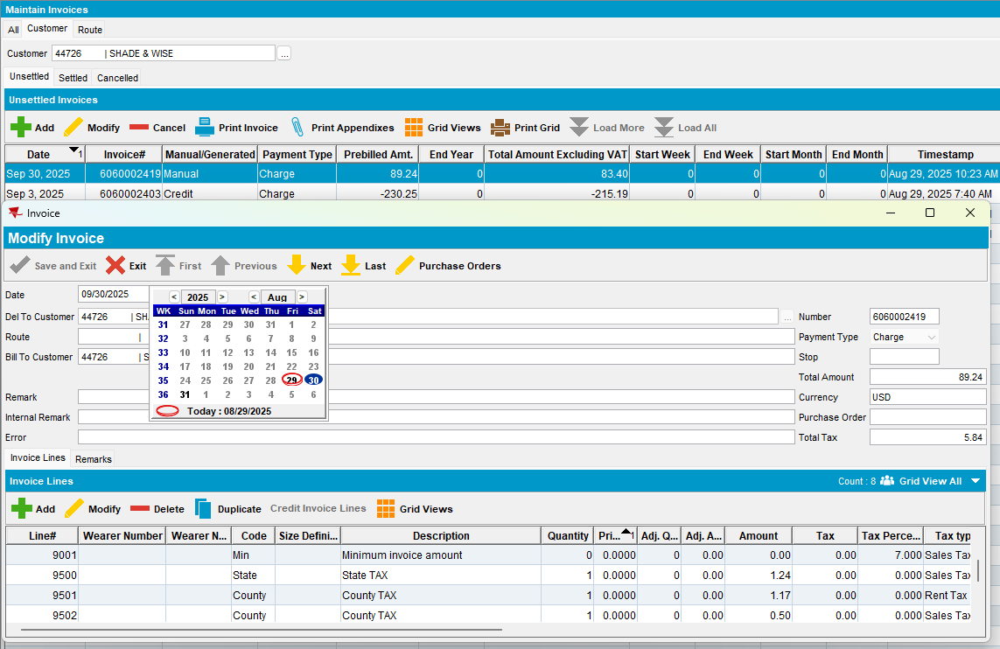 Maintain Invoices
All Customer Route
Customer 44726 | SHADE & WISE ...
Unsettled Settled Cancelled
Unsettled Invoices
Add Modify Cancel Print Invoice Print Appendixes Grid Views Print Grid Load More Load All
Date 1 Invoice# Manual/Generated Payment Type Prebilled Amt. End Year Total Amount Excluding VAT Start Week End Week Start Month End Month Timestamp
Sep 30, 2025 6060002419 Manual Charge 89.24 0 83.40 0 0 0 0 Aug 29, 2025 10:23 AM
Sep 3, 2025 6060002403 Credit Charge -230.25 0 -215.19 0 0 0 0 Aug 29, 2025 7:40 AM
Invoice
Modify Invoice
Save and Exit Exit First Previous Next Last Purchase Orders
Date 09/30/2025
< 2025 > < Aug >
WK Sun Mon Tue Wed Thu Fri Sat
31 27 28 29 30 31 1 2
32 3 4 5 6 7 8 9
33 10 11 12 13 14 15 16
34 17 18 19 20 21 22 23
35 24 25 26 27 28 29 30
36 31 1 2 3 4 5 6
Today : 08/29/2025
Del To Customer 44726 | SHA ... Number 6060002419
Route | Payment Type Charge
Bill To Customer 44726 | S Stop
Total Amount 89.24
Remark Currency USD
Internal Remark Purchase Order
Error Total Tax 5.84
Invoice Lines Remarks
Invoice Lines Count : 8 Grid View All
Add Modify Delete Duplicate Credit Invoice Lines Grid Views
Line# Wearer Number Wearer N... Code Size Defini... Description Quantity Pri... 1 Adj. Q... Adj. A... Amount Tax Tax Perce... Tax typ
9001 Min Minimum invoice amount 0 0.0000 0 0.00 0.00 0.00 7.000 Sales Tax
9500 State State TAX 1 0.0000 0 0.00 1.24 0.00 0.000 Sales Tax
9501 County County TAX 1 0.0000 0 0.00 1.17 0.00 0.000 Rent Tax
9502 County County TAX 1 0.0000 0 0.00 0.50 0.00 0.000 Sales Tax